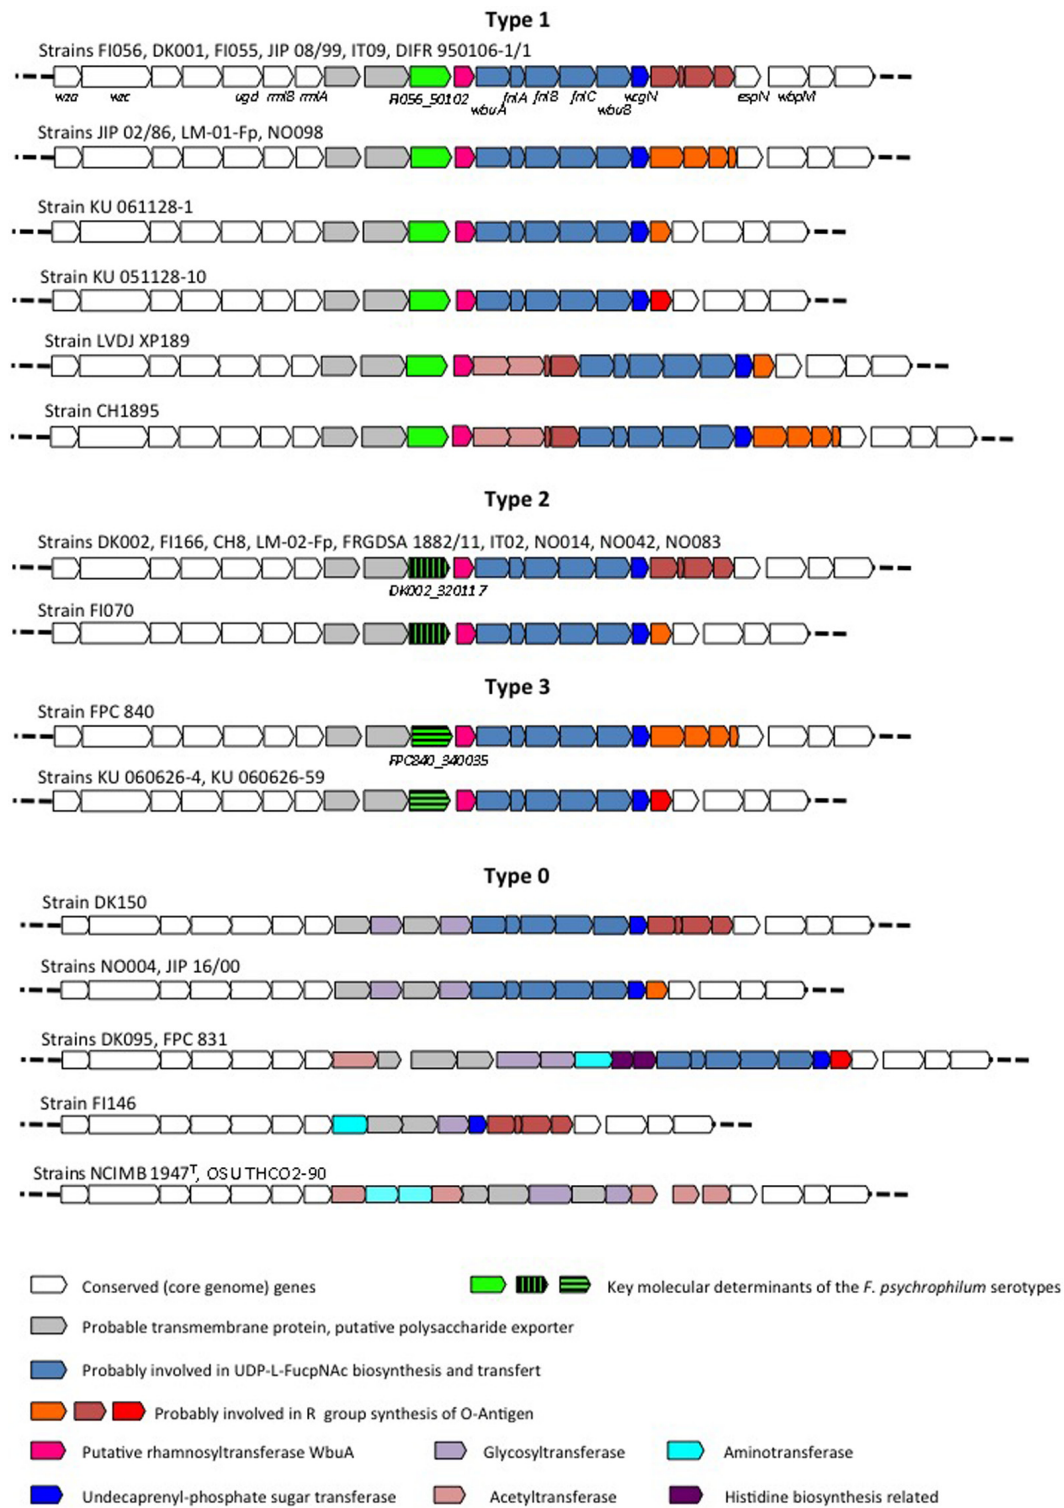 Type 1
Strains FI056, DK001, FI055, JIP 08/99, IT09, DIFR 950106-1/1
wza wzc ugd rmlB rmlA FI056_50102 wbuA fnlA fnlB fnlC wbuB wcgN espN wbpM
Strains JIP 02/86, LM-01-Fp, NO098
Strain KU 061128-1
Strain KU 051128-10
Strain LVDJ XP189
Strain CH1895
Type 2
Strains DK002, FI166, CH8, LM-02-Fp, FRGDSA 1882/11, IT02, NO014, NO042, NO083
DK002_320117
Strain FI070
Type 3
Strain FPC 840
FPC840_340035
Strains KU 060626-4, KU 060626-59
Type 0
Strain DK150
Strains NO004, JIP 16/00
Strains DK095, FPC 831
Strain FI146
Strains NCIMB 1947ᵀ, OSU THCO2-90
Conserved (core genome) genes
Key molecular determinants of the F. psychrophilum serotypes
Probable transmembrane protein, putative polysaccharide exporter
Probably involved in UDP-L-FucpNAc biosynthesis and transfert
Probably involved in R group synthesis of O-Antigen
Putative rhamnosyltransferase WbuA
Glycosyltransferase
Aminotransferase
Undecaprenyl-phosphate sugar transferase
Acetyltransferase
Histidine biosynthesis related